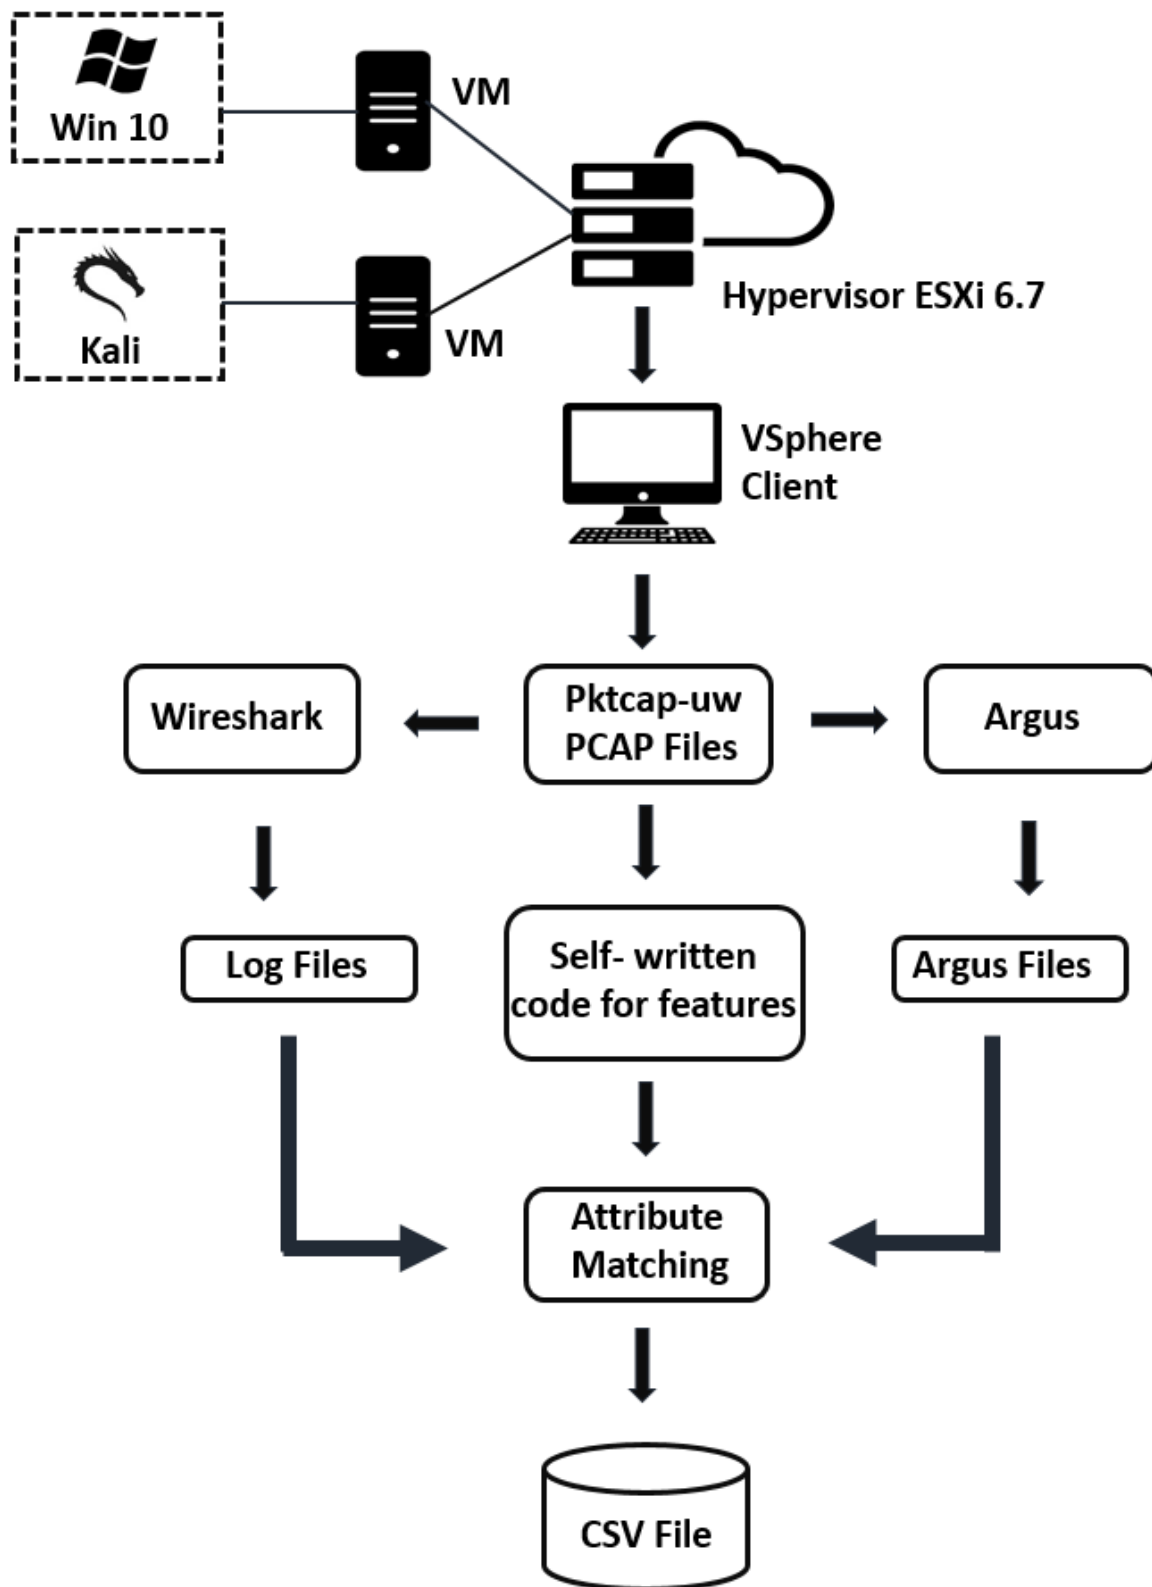 Win 10
VM
Kali
VM
Hypervisor ESXi 6.7
VSphere
Client
Wireshark
Pktcap-uw
PCAP Files
Argus
Log Files
Self- written
code for features
Argus Files
Attribute
Matching
CSV File